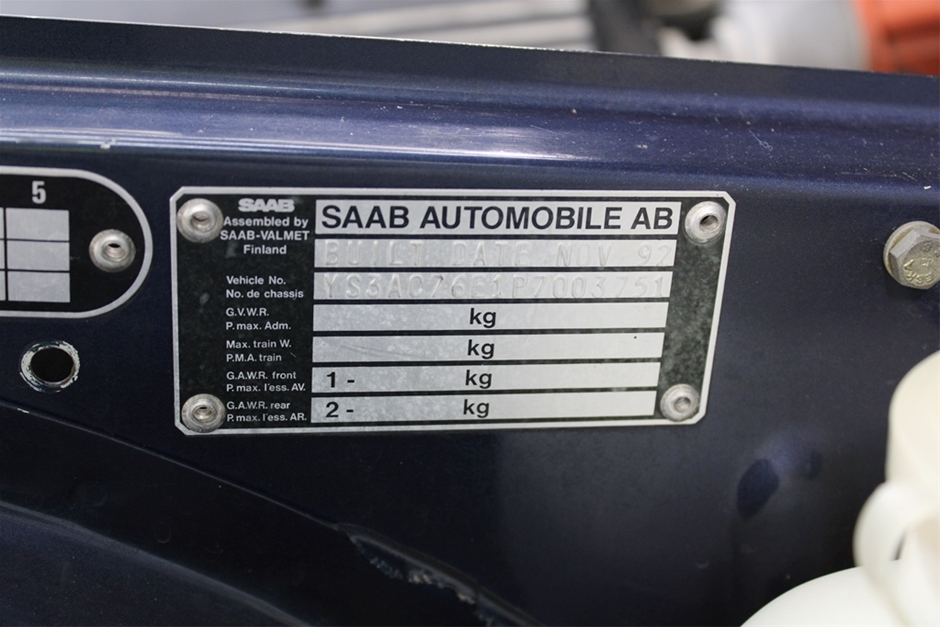 5
SAAB
Assembled by
SAAB-VALMET
Finland
SAAB AUTOMOBILE AB
BUILT DATE NOV 92
Vehicle No.
No. de chassis
YS3AC76E3P7003751
G.V.W.R.
P. max. Adm.
kg
Max. train W.
P.M.A. train
kg
G.A.W.R. front
P. max. l'ess. AV.
1 - kg
G.A.W.R. rear
P. max. l'ess. AR.
2 - kg